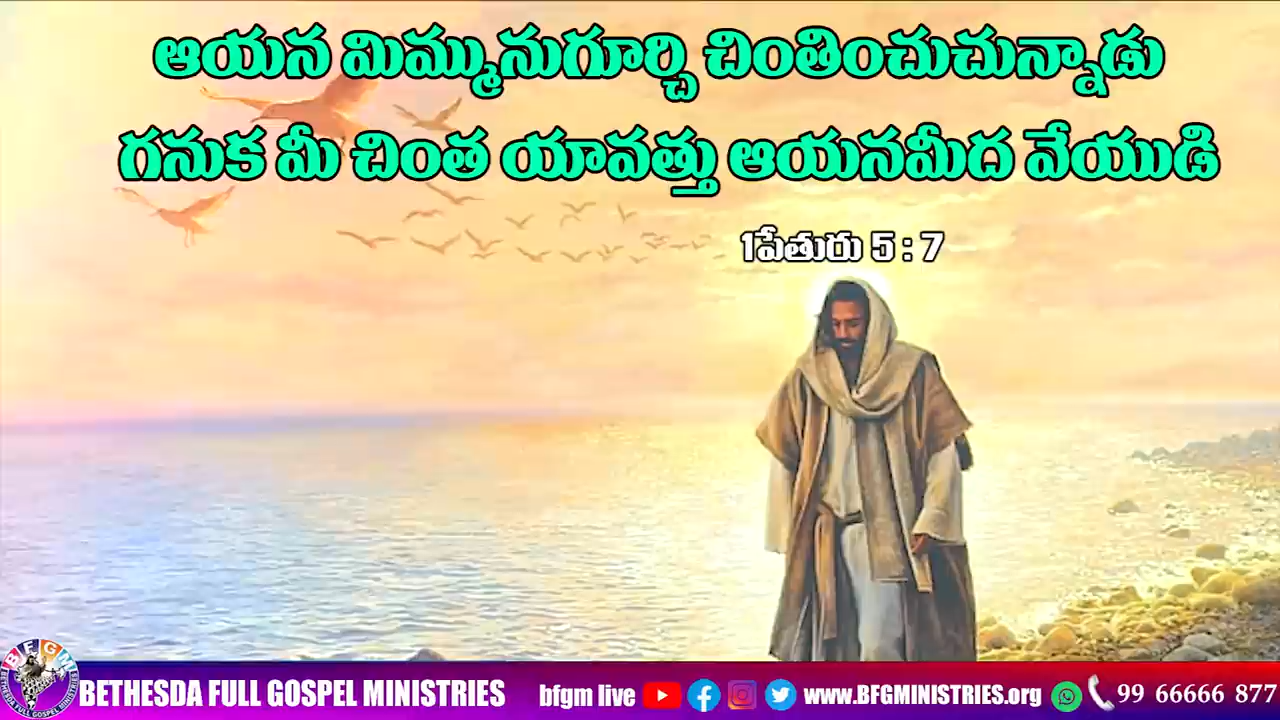 ఆయన మిమ్మునుగూర్చి చింతించుచున్నాడు
గనుక మీ చింత యావత్తు ఆయనమీద వేయుడి
1పేతురు 5 : 7
BFGM
BETHESDA FULL GOSPEL MINISTRIES bfgm live www.BFGMINISTRIES.org 99 66666 877